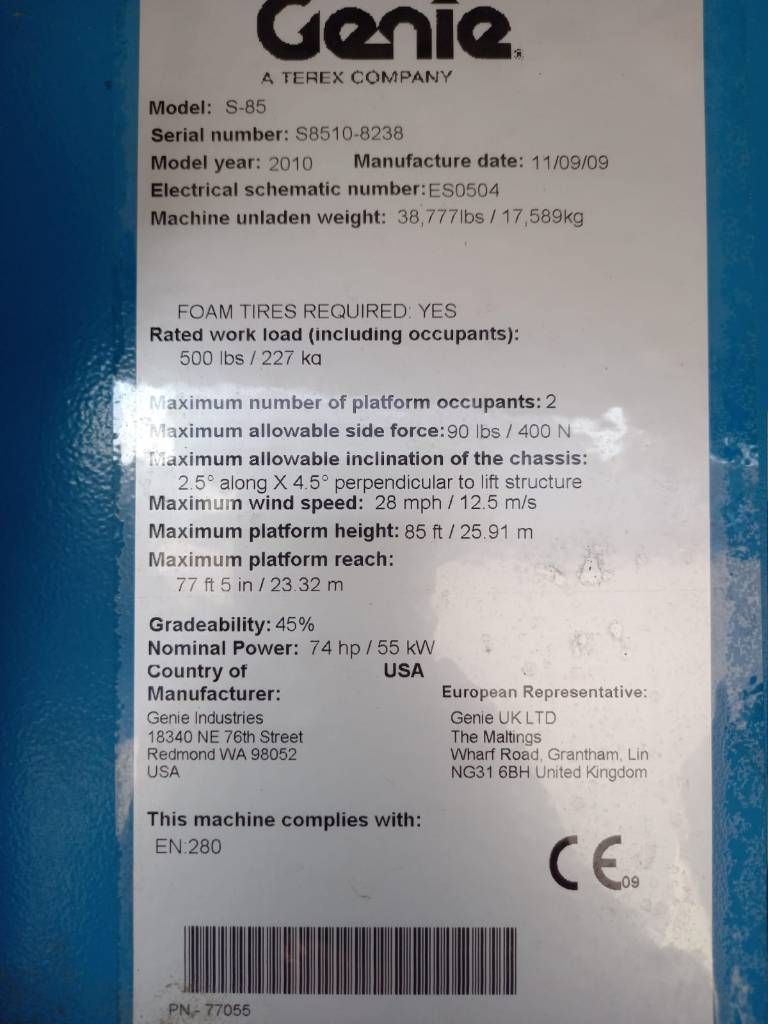 Genie®
A TEREX COMPANY
Model: S-85
Serial number: S8510-8238
Model year: 2010 Manufacture date: 11/09/09
Electrical schematic number:ES0504
Machine unladen weight: 38,777lbs / 17,589kg
FOAM TIRES REQUIRED: YES
Rated work load (including occupants):
500 lbs / 227 kg
Maximum number of platform occupants: 2
Maximum allowable side force:90 lbs / 400 N
Maximum allowable inclination of the chassis:
2.5° along X 4.5° perpendicular to lift structure
Maximum wind speed: 28 mph / 12.5 m/s
Maximum platform height: 85 ft / 25.91 m
Maximum platform reach:
77 ft 5 in / 23.32 m
Gradeability: 45%
Nominal Power: 74 hp / 55 kW
Country of USA
Manufacturer:
Genie Industries
18340 NE 76th Street
Redmond WA 98052
USA
European Representative:
Genie UK LTD
The Maltings
Wharf Road, Grantham, Lin
NG31 6BH United Kingdom
This machine complies with:
EN:280
CE 09
PN.- 77055